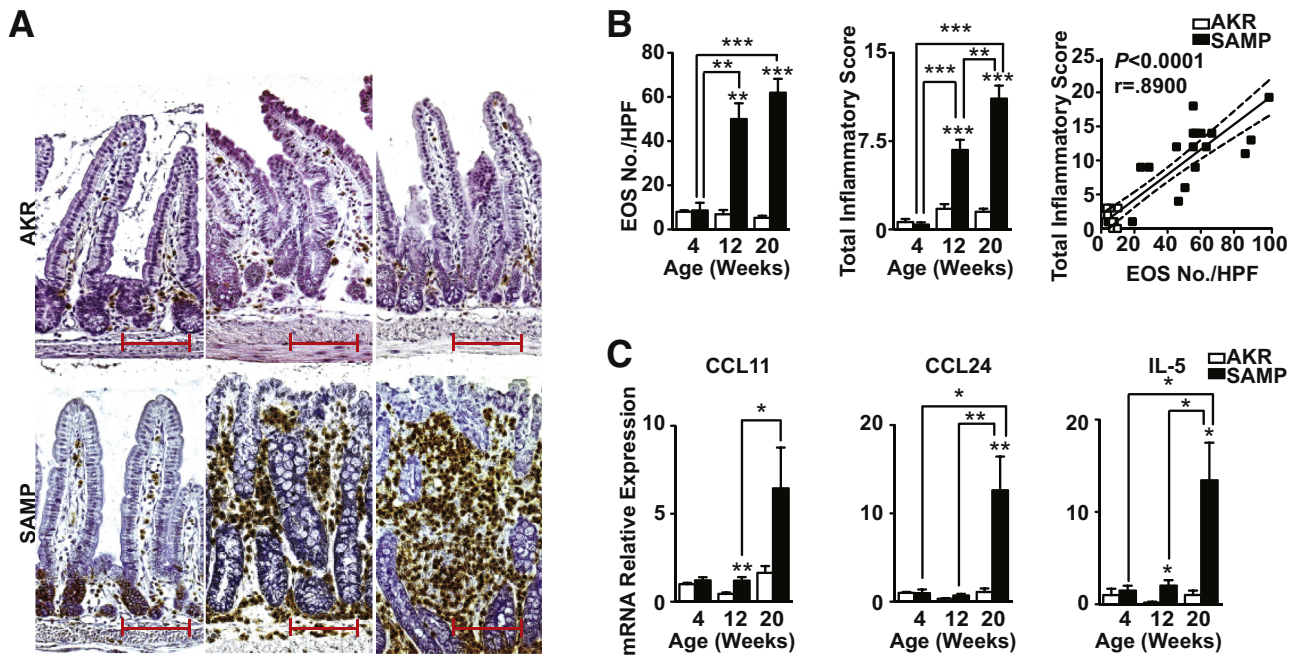 A
AKR
SAMP
B
AKR
SAMP
EOS No./HPF
80
60
40
20
0
***
**
**
***
4 12 20
Age (Weeks)
Total Inflammatory Score
15
7.5
0
***
**
***
***
***
4 12 20
Age (Weeks)
Total Inflammatory Score
25
20
15
10
5
0
P<0.0001
r=.8900
0 20 40 60 80 100
EOS No./HPF
C
AKR
SAMP
mRNA Relative Expression
CCL11
10
5
0
*
**
4 12 20
Age (Weeks)
CCL24
20
10
0
*
**
**
4 12 20
Age (Weeks)
IL-5
20
10
0
*
*
*
*
4 12 20
Age (Weeks)